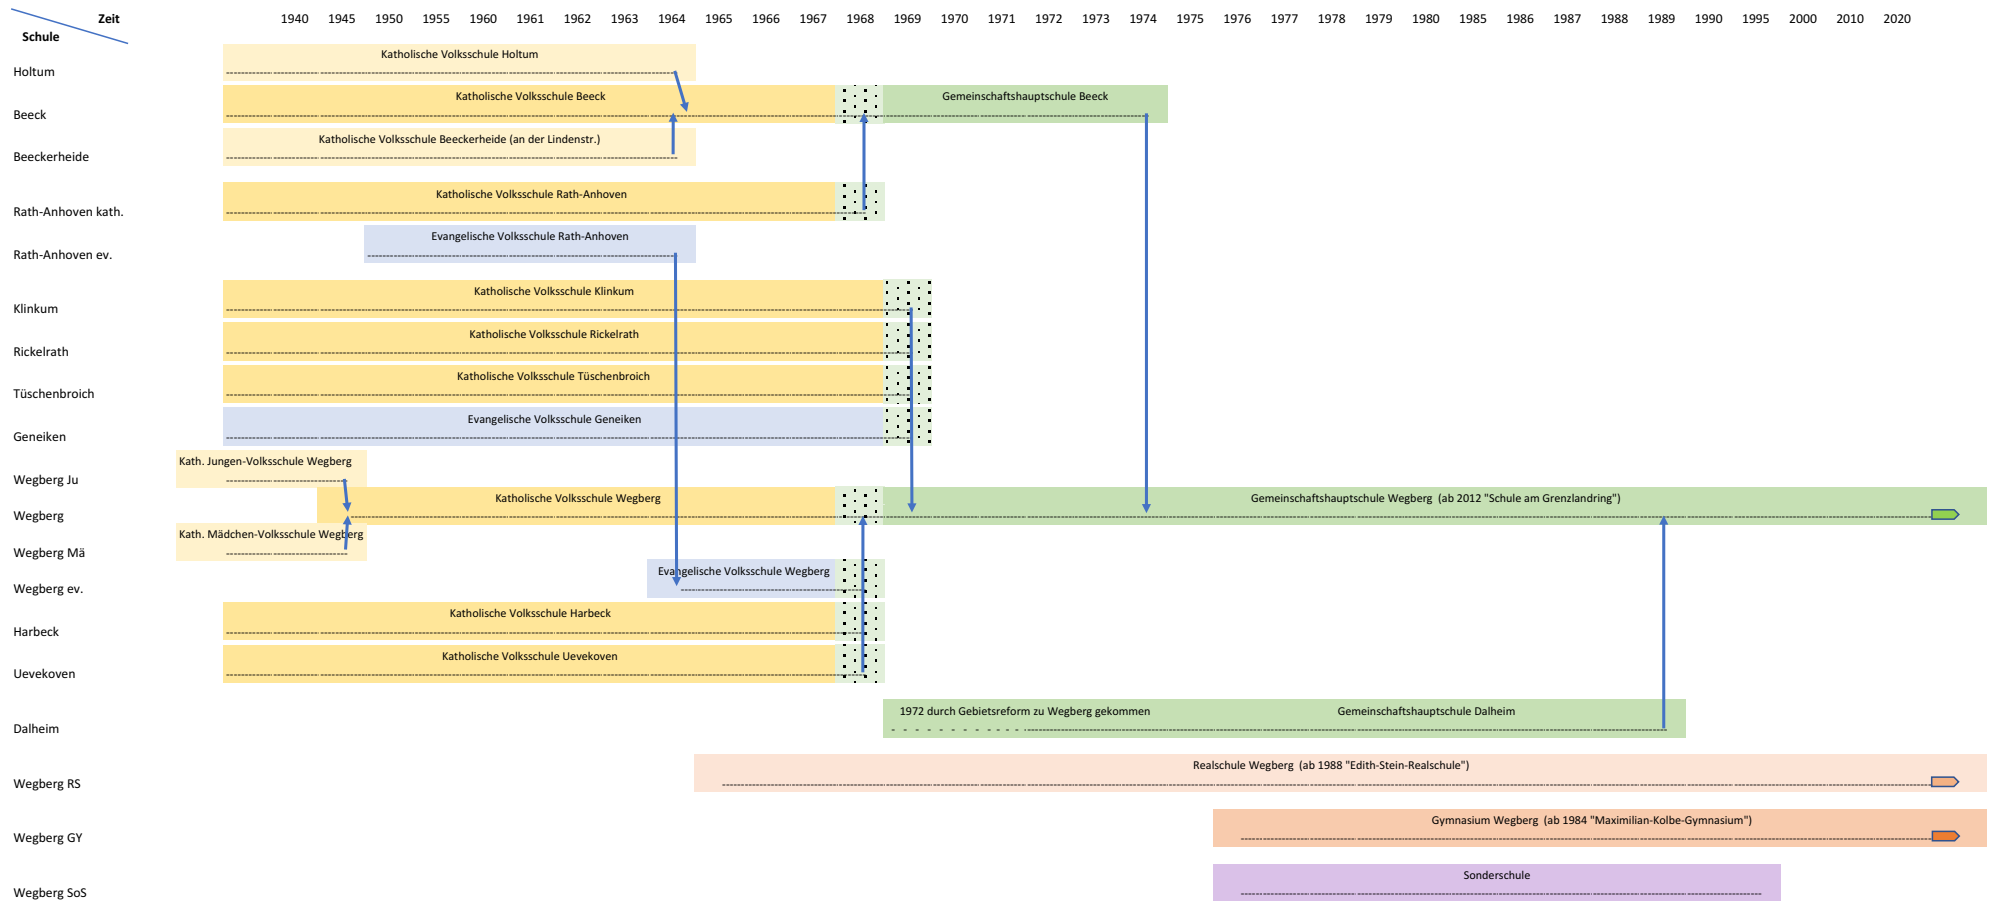 Zeit
Schule
1940 1945 1950 1955 1960 1961 1962 1963 1964 1965 1966 1967 1968 1969 1970 1971 1972 1973 1974 1975 1976 1977 1978 1979 1980 1985 1986 1987 1988 1989 1990 1995 2000 2010 2020
Katholische Volksschule Holtum
Holtum
Katholische Volksschule Beeck Gemeinschaftshauptschule Beeck
Beeck
Katholische Volksschule Beeckerheide (an der Lindenstr.)
Beeckerheide
Katholische Volksschule Rath-Anhoven
Rath-Anhoven kath.
Evangelische Volksschule Rath-Anhoven
Rath-Anhoven ev.
Katholische Volksschule Klinkum
Klinkum
Katholische Volksschule Rickelrath
Rickelrath
Katholische Volksschule Tüschenbroich
Tüschenbroich
Evangelische Volksschule Geneiken
Geneiken
Kath. Jungen-Volksschule Wegberg
Wegberg Ju
Katholische Volksschule Wegberg Gemeinschaftshauptschule Wegberg (ab 2012 "Schule am Grenzlandring")
Wegberg
Kath. Mädchen-Volksschule Wegberg
Wegberg Mä
Evangelische Volksschule Wegberg
Wegberg ev.
Katholische Volksschule Harbeck
Harbeck
Katholische Volksschule Uevekoven
Uevekoven
1972 durch Gebietsreform zu Wegberg gekommen Gemeinschaftshauptschule Dalheim
Dalheim
Realschule Wegberg (ab 1988 "Edith-Stein-Realschule")
Wegberg RS
Gymnasium Wegberg (ab 1984 "Maximilian-Kolbe-Gymnasium")
Wegberg GY
Sonderschule
Wegberg SoS